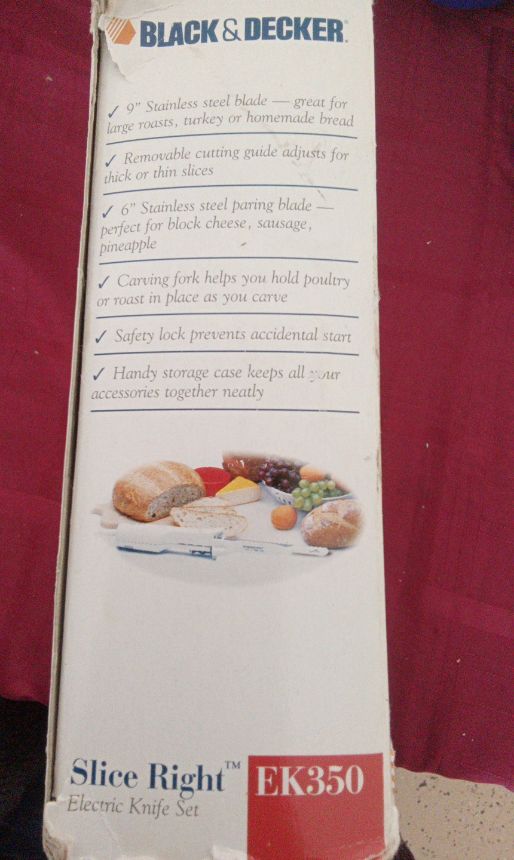 BLACK & DECKER®
✓ 9" Stainless steel blade — great for
large roasts, turkey or homemade bread
✓ Removable cutting guide adjusts for
thick or thin slices
✓ 6" Stainless steel paring blade —
perfect for block cheese, sausage,
pineapple
✓ Carving fork helps you hold poultry
or roast in place as you carve
✓ Safety lock prevents accidental start
✓ Handy storage case keeps all your
accessories together neatly
Slice Right™
Electric Knife Set
EK350